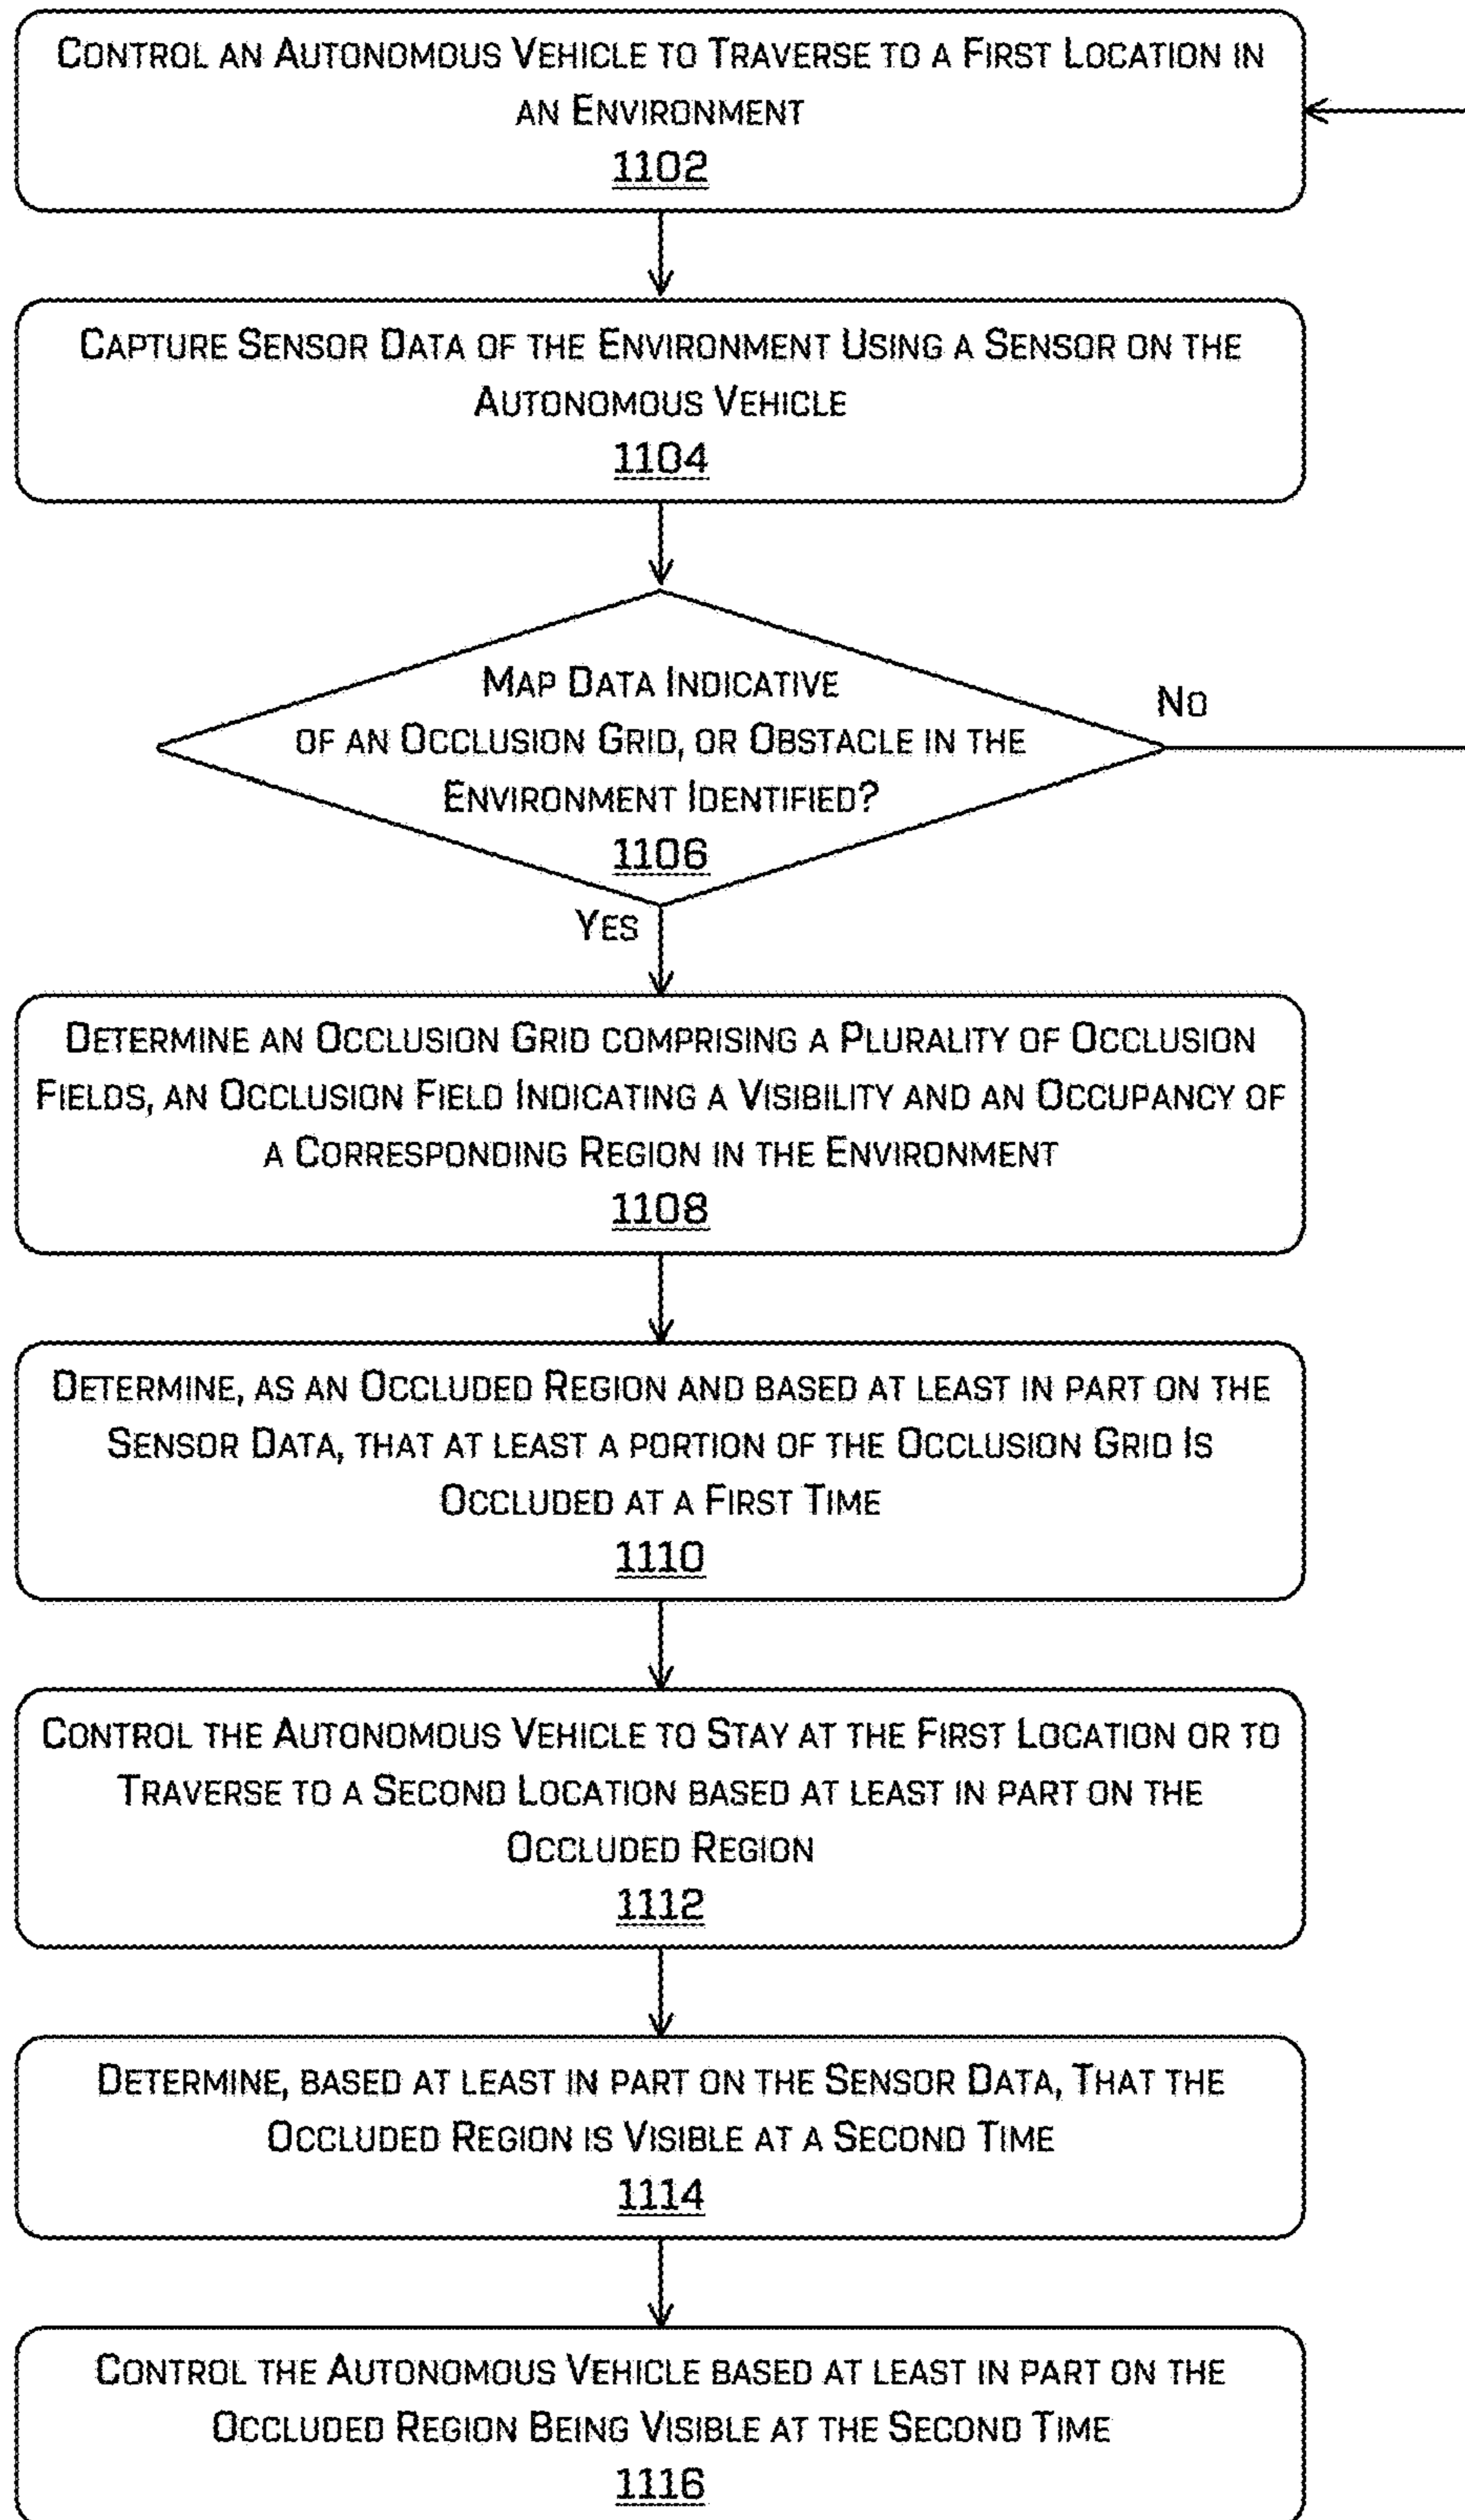 Control an Autonomous Vehicle to Traverse to a First Location in
an Environment
1102
Capture Sensor Data of the Environment Using a Sensor on the
Autonomous Vehicle
1104
Map Data Indicative
of an Occlusion Grid, or Obstacle in the
Environment Identified?
1106
No
Yes
Determine an Occlusion Grid comprising a Plurality of Occlusion
Fields, an Occlusion Field Indicating a Visibility and an Occupancy of
a Corresponding Region in the Environment
1108
Determine, as an Occluded Region and based at least in part on the
Sensor Data, that at least a portion of the Occlusion Grid Is
Occluded at a First Time
1110
Control the Autonomous Vehicle to Stay at the First Location or to
Traverse to a Second Location based at least in part on the
Occluded Region
1112
Determine, based at least in part on the Sensor Data, That the
Occluded Region is Visible at a Second Time
1114
Control the Autonomous Vehicle based at least in part on the
Occluded Region Being Visible at the Second Time
1116